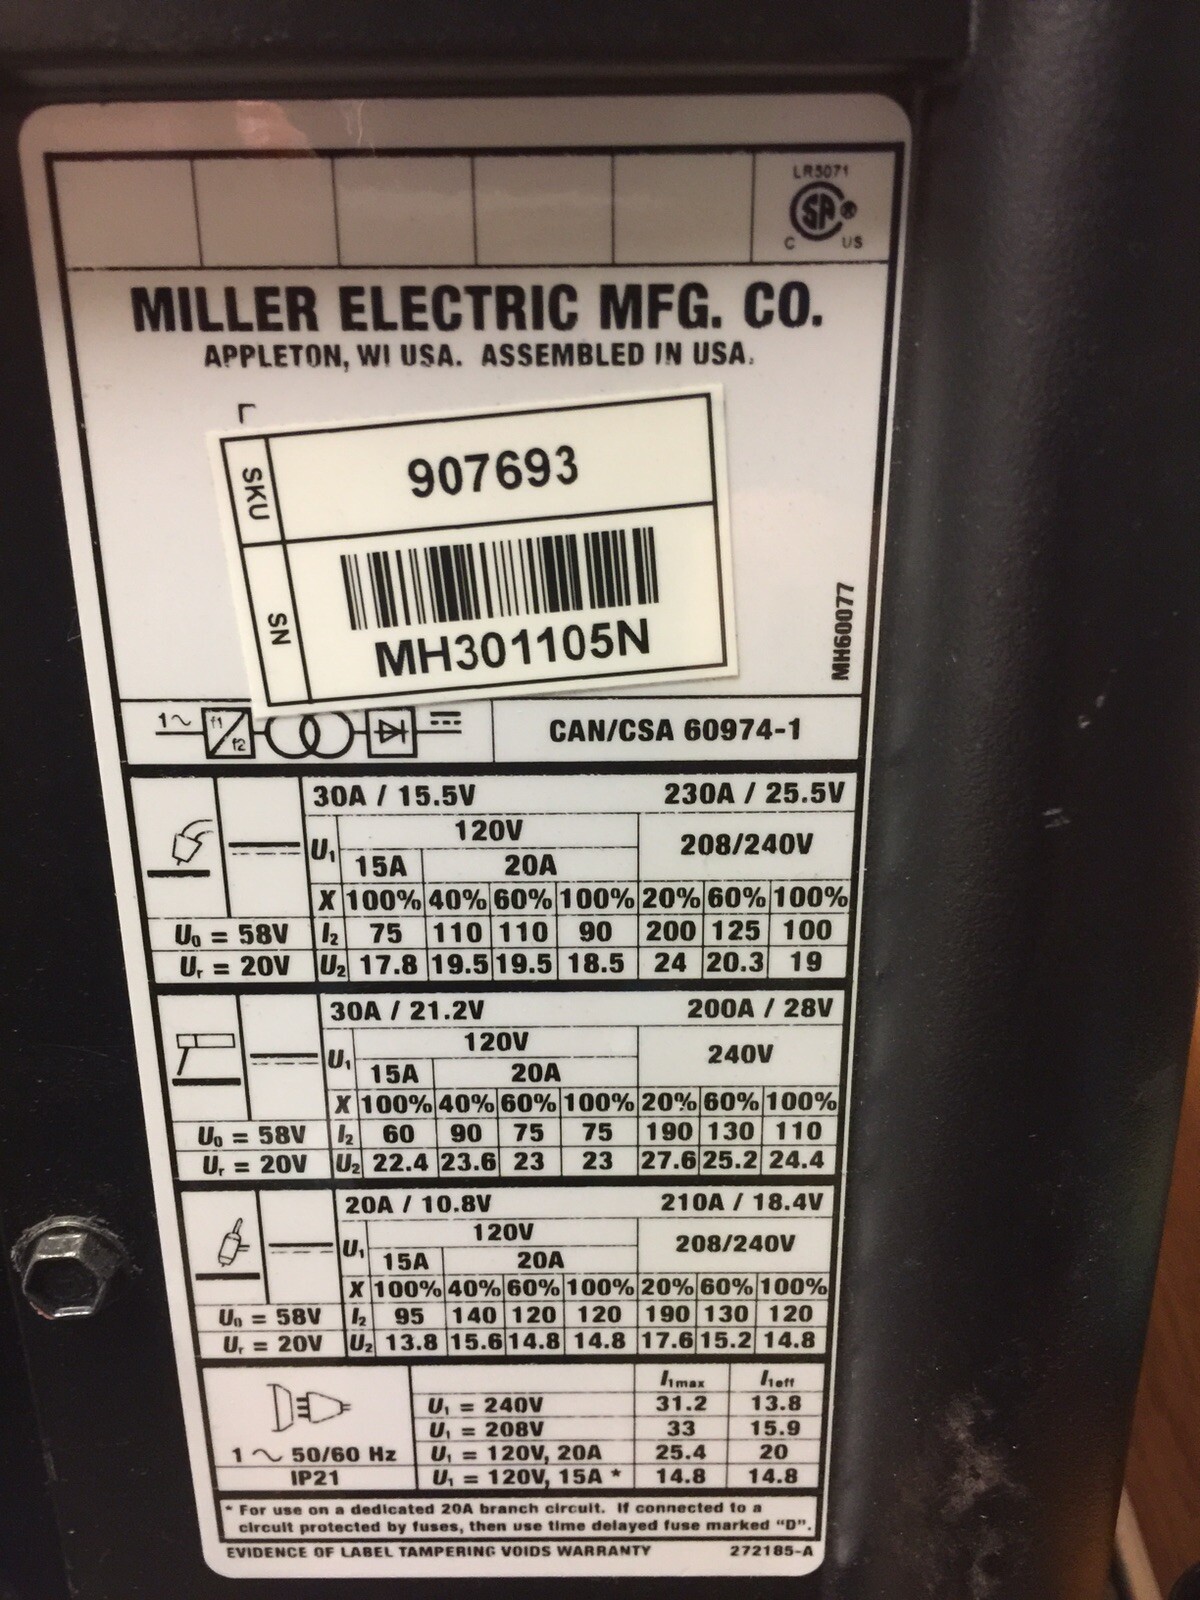 LR5071
SA ®
C US
MILLER ELECTRIC MFG. CO.
APPLETON, WI USA. ASSEMBLED IN USA.
SKU 907693
SN MH301105N
MH60077
1~ f1 f2 CAN/CSA 60974-1
30A / 15.5V 230A / 25.5V
U1 120V 208/240V
15A 20A
X 100% 40% 60% 100% 20% 60% 100%
U0 = 58V I2 75 110 110 90 200 125 100
Ur = 20V U2 17.8 19.5 19.5 18.5 24 20.3 19
30A / 21.2V 200A / 28V
U1 120V 240V
15A 20A
X 100% 40% 60% 100% 20% 60% 100%
U0 = 58V I2 60 90 75 75 190 130 110
Ur = 20V U2 22.4 23.6 23 23 27.6 25.2 24.4
20A / 10.8V 210A / 18.4V
U1 120V 208/240V
15A 20A
X 100% 40% 60% 100% 20% 60% 100%
U0 = 58V I2 95 140 120 120 190 130 120
Ur = 20V U2 13.8 15.6 14.8 14.8 17.6 15.2 14.8
I1max I1eff
U1 = 240V 31.2 13.8
U1 = 208V 33 15.9
1 ~ 50/60 Hz U1 = 120V, 20A 25.4 20
IP21 U1 = 120V, 15A * 14.8 14.8
* For use on a dedicated 20A branch circuit. If connected to a
circuit protected by fuses, then use time delayed fuse marked "D".
EVIDENCE OF LABEL TAMPERING VOIDS WARRANTY 272185-A